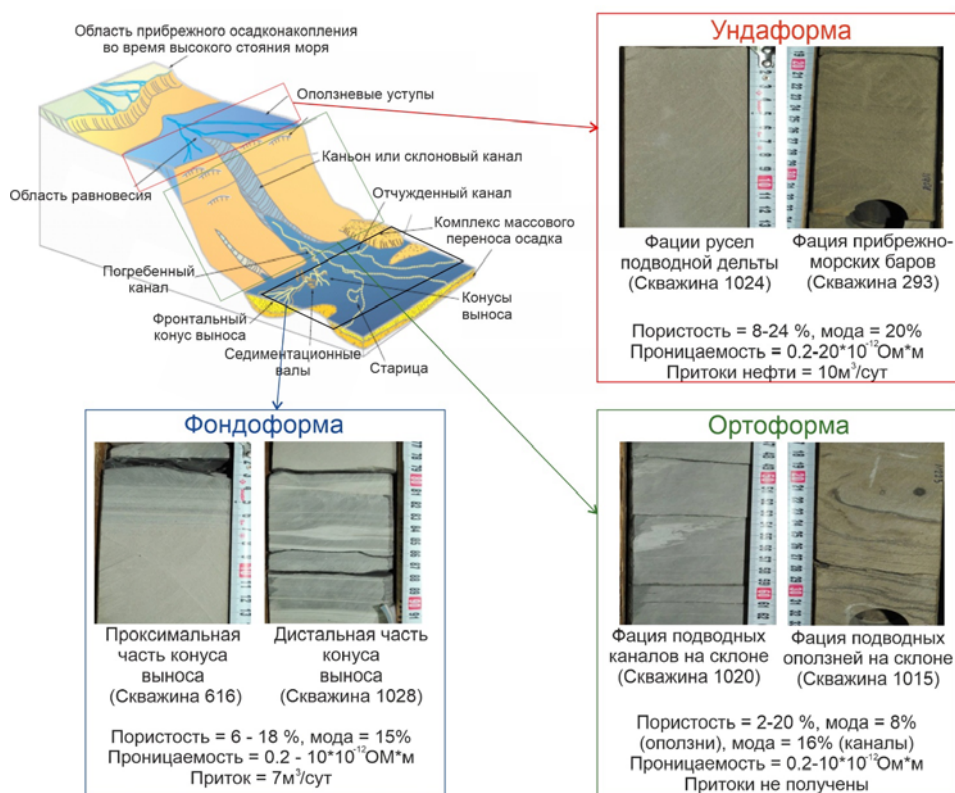 Область прибрежного осадконакопления
во время высокого стояния моря
Оползневые уступы
Каньон или склоновый канал
Область равновесия
Отчужденный канал
Комплекс массового
переноса осадка
Погребенный
канал
Конусы
выноса
Фронтальный
конус выноса
Седиментационные
валы
Старица
Ундаформа
Фации русел
подводной дельты
(Скважина 1024)
Фация прибрежно-
морских баров
(Скважина 293)
Пористость = 8-24 %, мода = 20%
Проницаемость = 0.2-20*10⁻¹²Ом*м
Притоки нефти = 10м³/сут
Фондоформа
Проксимальная
часть конуса
выноса
(Скважина 616)
Дистальная часть
конуса
выноса
(Скважина 1028)
Пористость = 6 - 18 %, мода = 15%
Проницаемость = 0.2 - 10*10⁻¹²ОМ*м
Приток = 7м³/сут
Ортоформа
Фация подводных
каналов на склоне
(Скважина 1020)
Фация подводных
оползней на склоне
(Скважина 1015)
Пористость = 2-20 %, мода = 8%
(оползни), мода = 16% (каналы)
Проницаемость = 0.2-10*10⁻¹²Ом*м
Притоки не получены